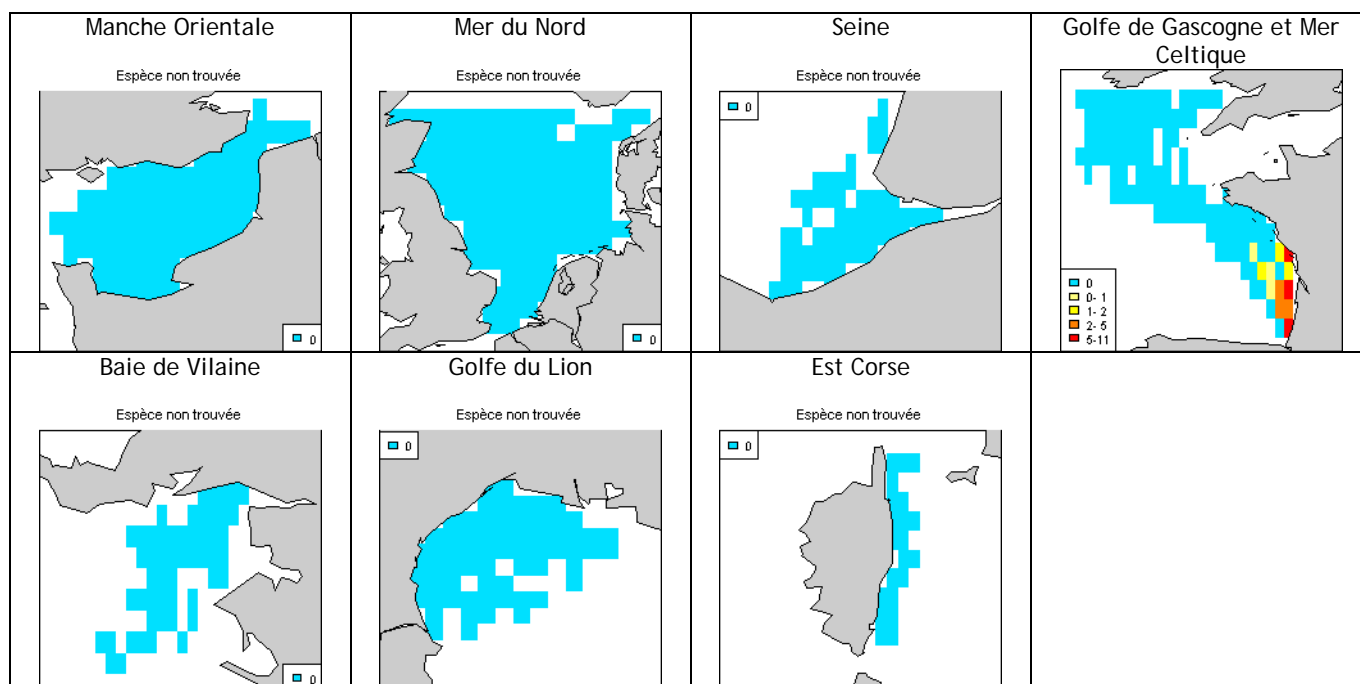 Manche Orientale
Espèce non trouvée
0
Mer du Nord
Espèce non trouvée
0
Seine
Espèce non trouvée
0
Golfe de Gascogne et Mer
Celtique
0
0- 1
1- 2
2- 5
5-11
Baie de Vilaine
Espèce non trouvée
0
Golfe du Lion
Espèce non trouvée
0
Est Corse
Espèce non trouvée
0